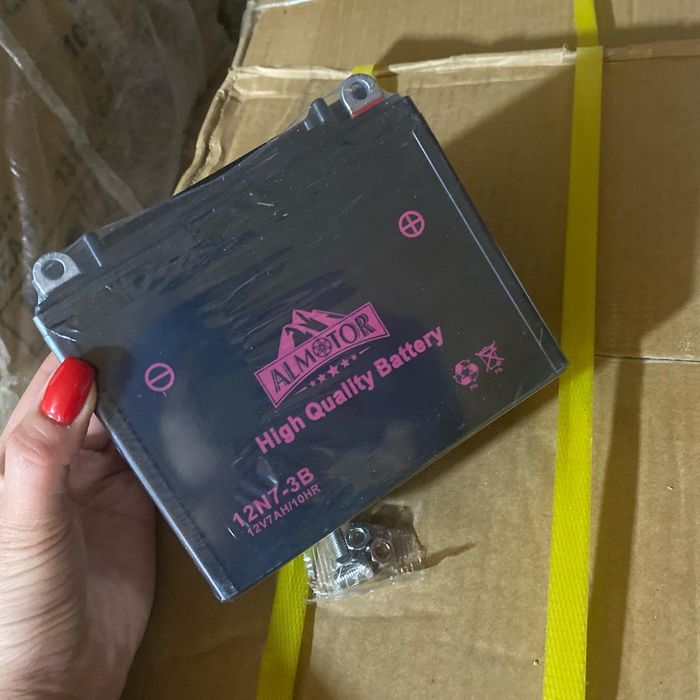 ALMOTOR
High Quality Battery
12N7-3B
12V7AH/10HR